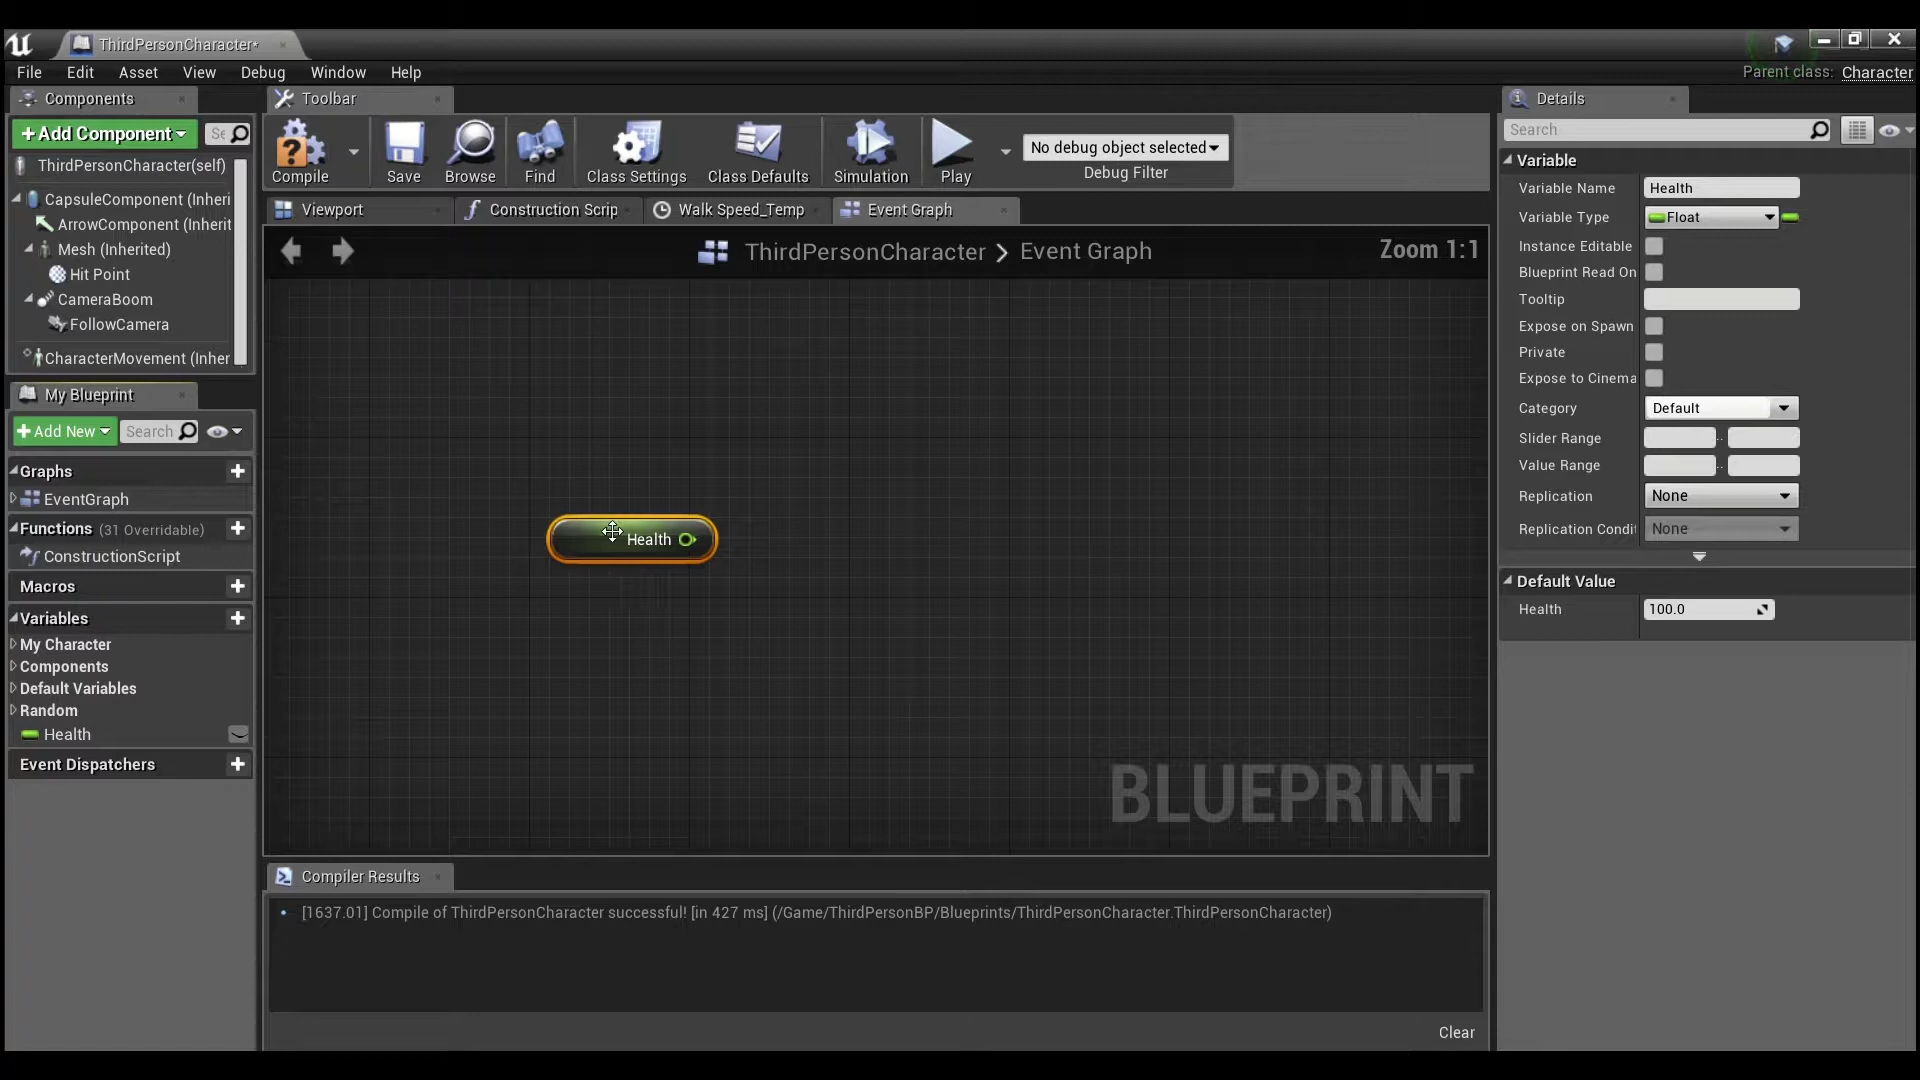 ThirdPersonCharacter*
File Edit Asset View Debug Window Help
Parent class: Character
Components
+Add Component
Se
ThirdPersonCharacter(self)
CapsuleComponent (Inheri
ArrowComponent (Inherit
Mesh (Inherited)
Hit Point
CameraBoom
FollowCamera
CharacterMovement (Inher
My Blueprint
+Add New
Search
Graphs
EventGraph
Functions (31 Overridable)
ConstructionScript
Macros
Variables
My Character
Components
Default Variables
Random
Health
Event Dispatchers
Toolbar
Compile
Save
Browse
Find
Class Settings
Class Defaults
Simulation
Play
No debug object selected
Debug Filter
Viewport
Construction Scrip
Walk Speed_Temp
Event Graph
ThirdPersonCharacter > Event Graph
Zoom 1:1
Health
BLUEPRINT
Compiler Results
[1637.01] Compile of ThirdPersonCharacter successful! [in 427 ms] (/Game/ThirdPersonBP/Blueprints/ThirdPersonCharacter.ThirdPersonCharacter)
Clear
Details
Search
Variable
Variable Name Health
Variable Type Float
Instance Editable
Blueprint Read On
Tooltip
Expose on Spawn
Private
Expose to Cinema
Category Default
Slider Range
Value Range
Replication None
Replication Condit None
Default Value
Health 100.0